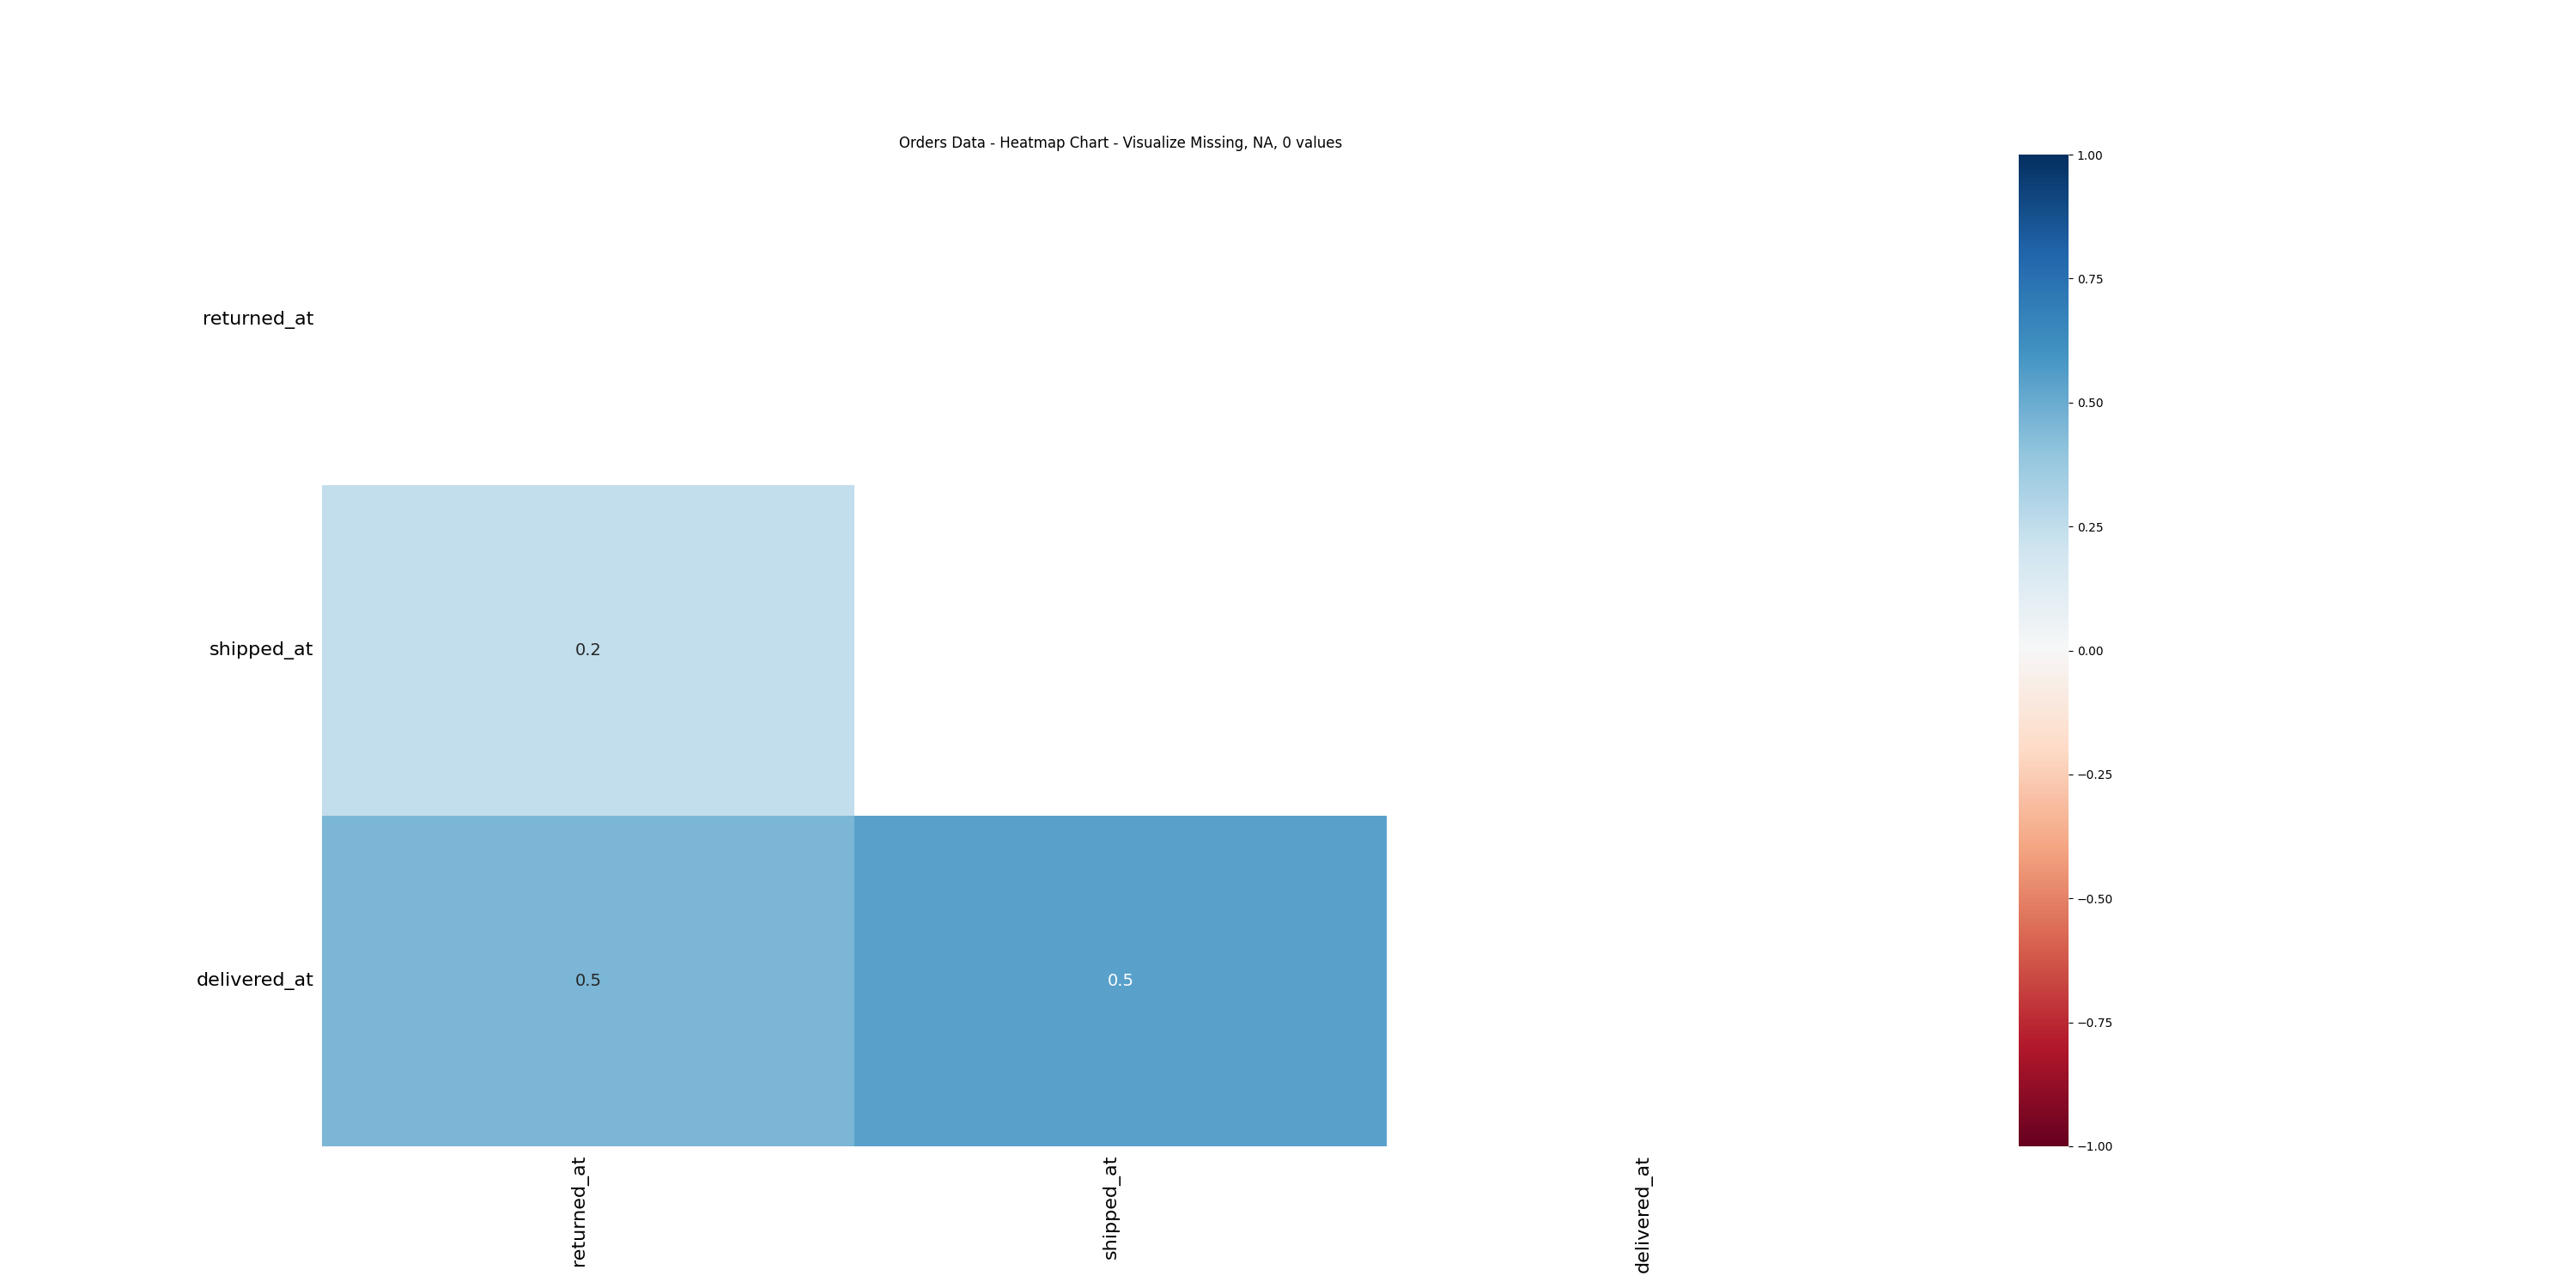 Orders Data - Heatmap Chart - Visualize Missing, NA, 0 values
returned_at
shipped_at
delivered_at
0.2
0.5
0.5
returned_at
shipped_at
delivered_at
1.00
0.75
0.50
0.25
0.00
−0.25
−0.50
−0.75
−1.00